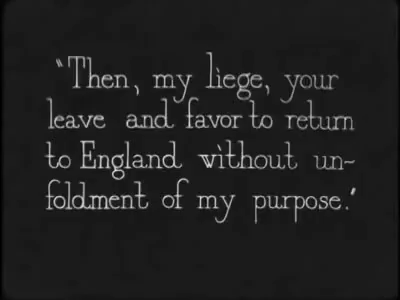 “Then, my liege, your
leave and favor to return
to England without un-
foldment of my purpose.”